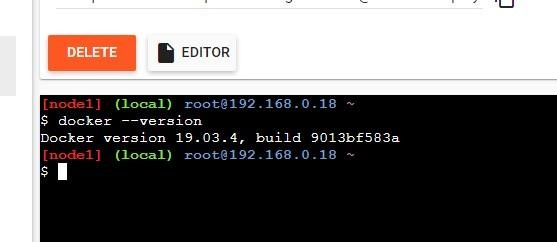 DELETE
EDITOR
[node1] (local) root@192.168.0.18 ~
$ docker --version
Docker version 19.03.4, build 9013bf583a
[node1] (local) root@192.168.0.18 ~
$